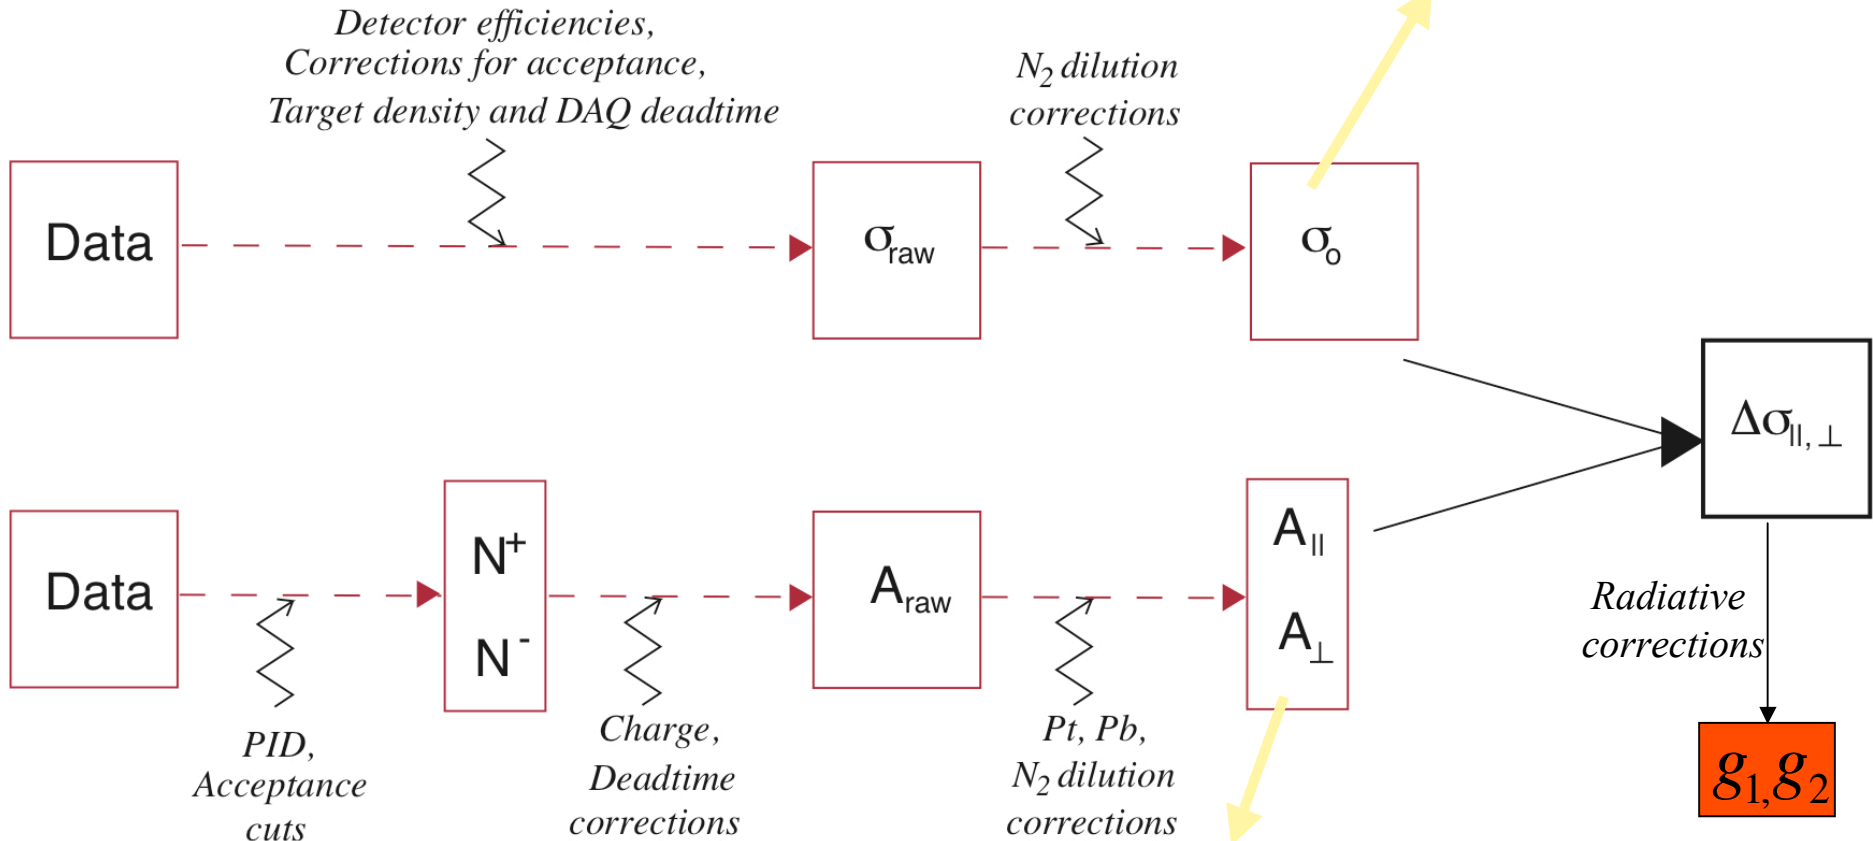 Detector efficiencies,
Corrections for acceptance,
Target density and DAQ deadtime
N2 dilution
corrections
Data
σraw
σo
Δσ||, ⊥
Data
N+
N-
Araw
A||
A⊥
Radiative
corrections
PID,
Acceptance
cuts
Charge,
Deadtime
corrections
Pt, Pb,
N2 dilution
corrections
g1,g2